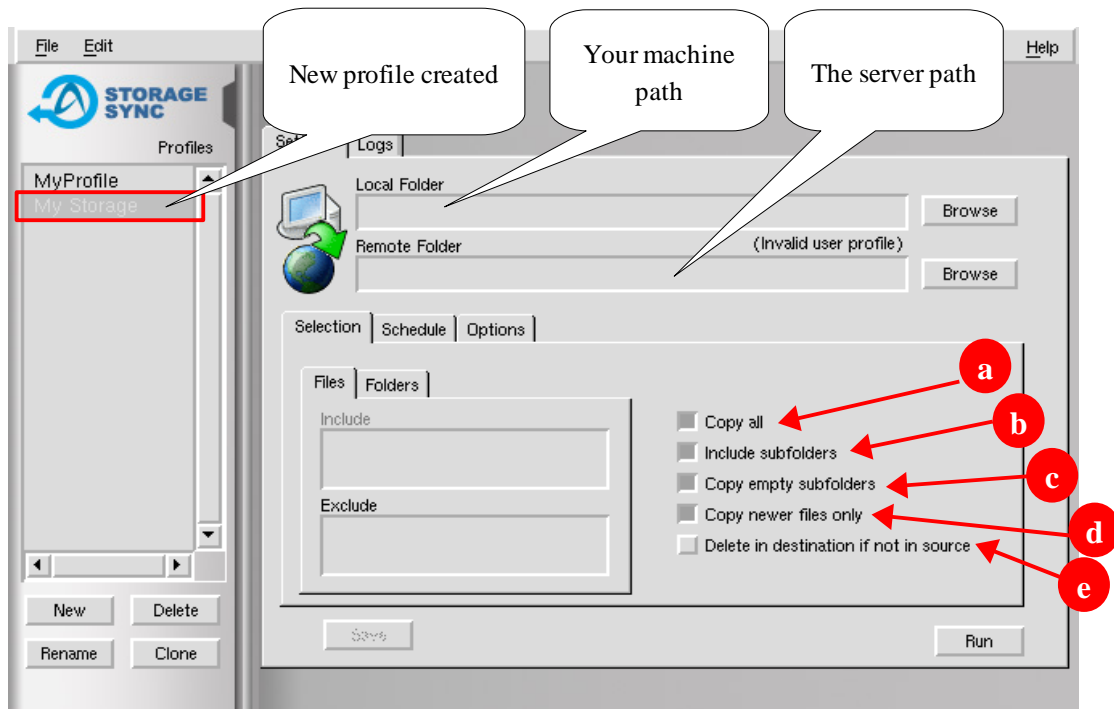 File Edit Help
New profile created
Your machine
path
The server path
STORAGE
SYNC
Profiles
MyProfile
My Storage
Logs
Local Folder
Browse
Remote Folder (Invalid user profile)
Browse
Selection Schedule Options
Files Folders
Include
Exclude
Copy all
Include subfolders
Copy empty subfolders
Copy newer files only
Delete in destination if not in source
a
b
c
d
e
New Delete
Rename Clone
Save
Run